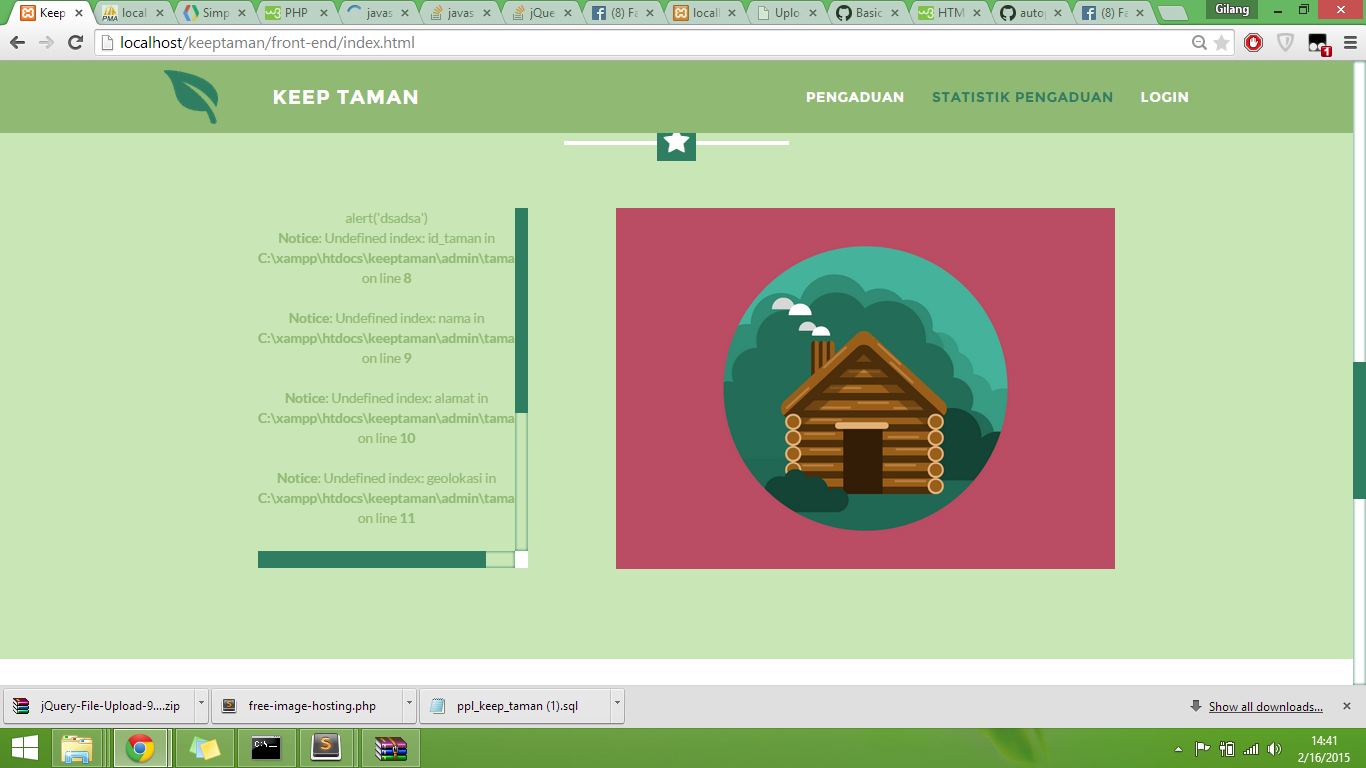 Keep
local
Simp
PHP
javas
javas
jQue
(8) Fa
locall
Uplo
Basic
HTM
autop
(8) Fa
Gilang
localhost/keeptaman/front-end/index.html
1
KEEP TAMAN
PENGADUAN
STATISTIK PENGADUAN
LOGIN
alert('dsadsa')
Notice: Undefined index: id_taman in
C:\xampp\htdocs\keeptaman\admin\tama
on line 8
Notice: Undefined index: nama in
C:\xampp\htdocs\keeptaman\admin\tama
on line 9
Notice: Undefined index: alamat in
C:\xampp\htdocs\keeptaman\admin\tama
on line 10
Notice: Undefined index: geolokasi in
C:\xampp\htdocs\keeptaman\admin\tama
on line 11
jQuery-File-Upload-9....zip
free-image-hosting.php
ppl_keep_taman (1).sql
Show all downloads...
14:41
2/16/2015